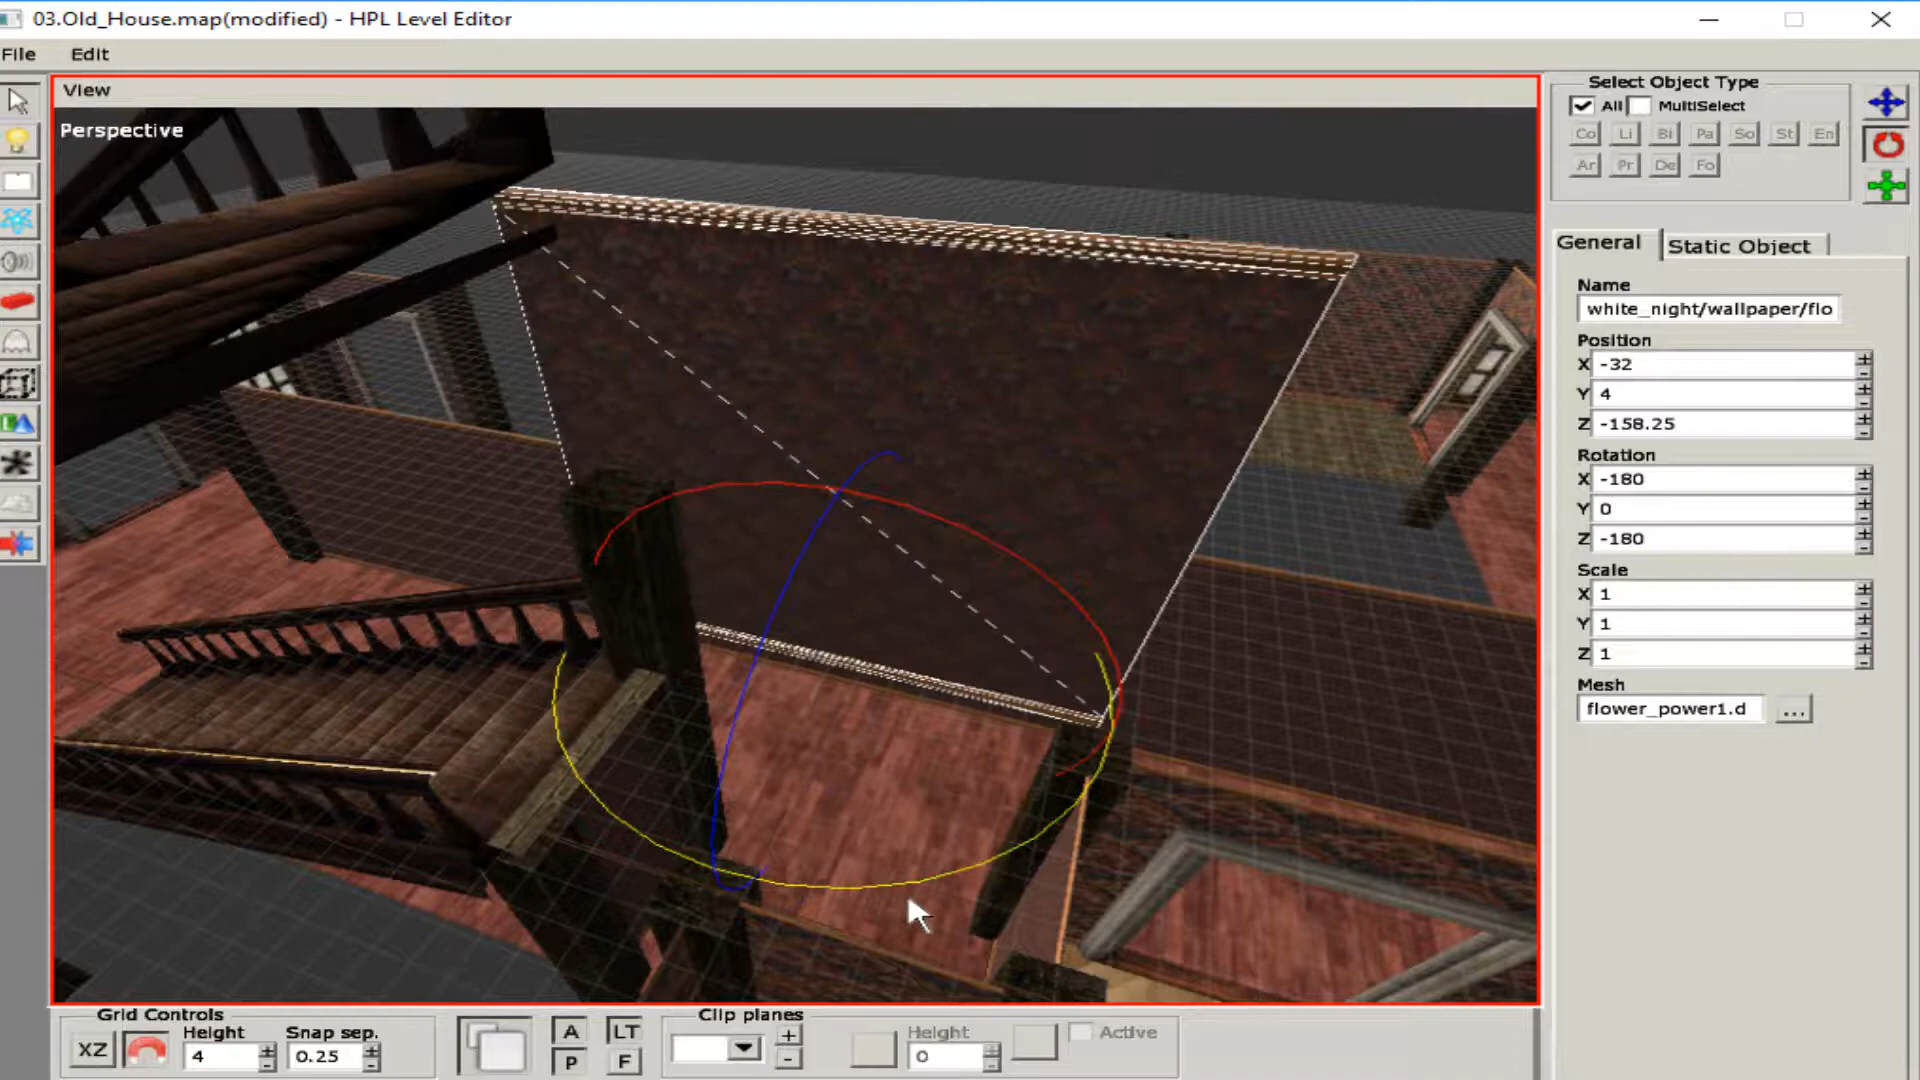 03.Old_House.map(modified) - HPL Level Editor
File Edit
View
Perspective
Select Object Type
All MultiSelect
Co Li Bi Pa So St En
Ar Pr De Fo
General Static Object
Name
white_night/wallpaper/flo
Position
X -32
Y 4
Z -158.25
Rotation
X -180
Y 0
Z -180
Scale
X 1
Y 1
Z 1
Mesh
flower_power1.d ...
Grid Controls
Height Snap sep.
XZ 4 0.25
A LT
P F
Clip planes
+
-
Height
0
Active